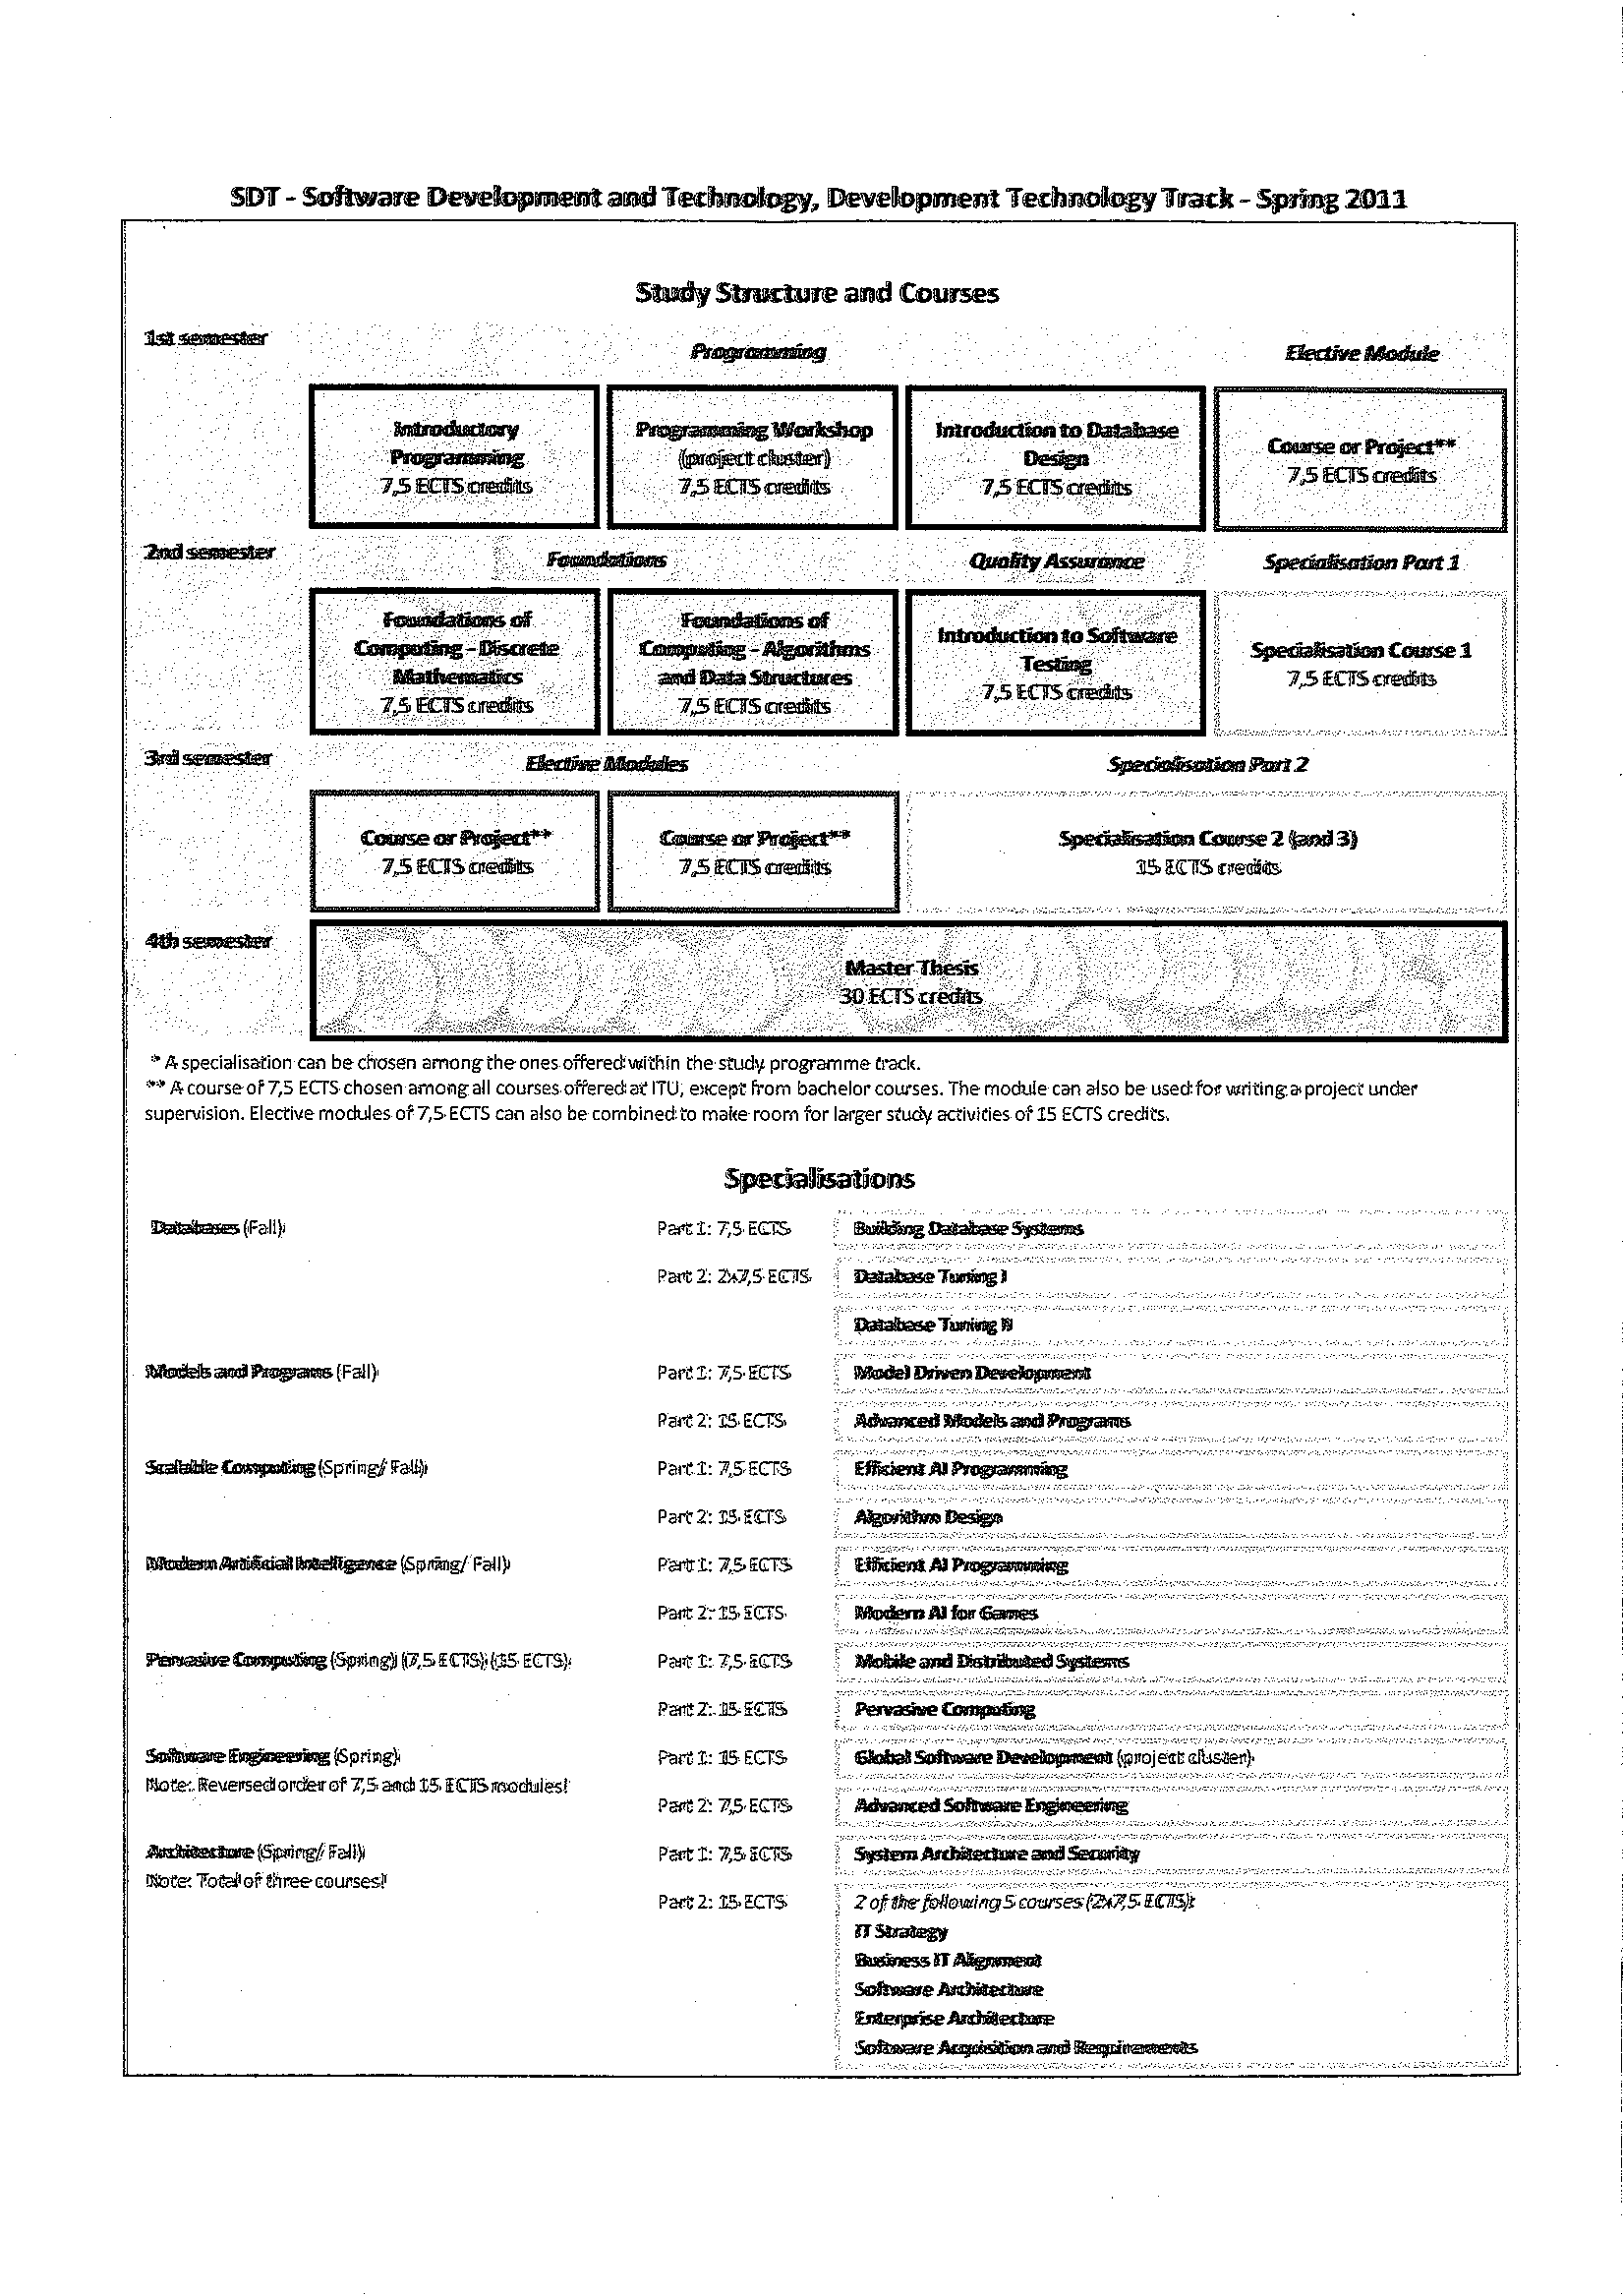 SDT - Software Development and Technology, Development Technology Track - Spring 2011
Study Structure and Courses
1st semester
Programming
Elective Module
Introductory
Programming
7,5 ECTS credits
Programming Workshop
(project cluster)
7,5 ECTS credits
Introduction to Database
Design
7,5 ECTS credits
Course or Project**
7,5 ECTS credits
2nd semester
Foundations
Quality Assurance
Specialisation Part 1
Foundations of
Computing - Discrete
Mathematics
7,5 ECTS credits
Foundations of
Computing - Algorithms
and Data Structures
7,5 ECTS credits
Introduction to Software
Testing
7,5 ECTS credits
Specialisation Course 1
7,5 ECTS credits
3rd semester
Elective Modules
Specialisation Part 2
Course or Project**
7,5 ECTS credits
Course or Project**
7,5 ECTS credits
Specialisation Course 2 (and 3)
15 ECTS credits
4th semester
Master Thesis
30 ECTS credits
* A specialisation can be chosen among the ones offered within the study programme track.
** A course of 7,5 ECTS chosen among all courses offered at ITU, except from bachelor courses. The module can also be used for writing a project under
supervision. Elective modules of 7,5 ECTS can also be combined to make room for larger study activities of 15 ECTS credits.
Specialisations
Databases (Fall)
Part 1: 7,5 ECTS
Building Database Systems
Part 2: 2x7,5 ECTS
Database Tuning I
Database Tuning II
Models and Programs (Fall)
Part 1: 7,5 ECTS
Model Driven Development
Part 2: 15 ECTS
Advanced Models and Programs
Scalable Computing (Spring/ Fall)
Part 1: 7,5 ECTS
Efficient AI Programming
Part 2: 15 ECTS
Algorithm Design
Modern Artificial Intelligence (Spring/ Fall)
Part 1: 7,5 ECTS
Efficient AI Programming
Part 2: 15 ECTS
Modern AI for Games
Pervasive Computing (Spring) (7,5 ECTS) (15 ECTS)
Part 1: 7,5 ECTS
Mobile and Distributed Systems
Part 2: 15 ECTS
Pervasive Computing
Software Engineering (Spring)
Part 1: 15 ECTS
Global Software Development (project cluster)
Note: Reversed order of 7,5 and 15 ECTS modules!
Part 2: 7,5 ECTS
Advanced Software Engineering
Architecture (Spring/ Fall)
Part 1: 7,5 ECTS
System Architecture and Security
Note: Total of three courses!
Part 2: 15 ECTS
2 of the following 5 courses (2x7,5 ECTS):
IT Strategy
Business IT Alignment
Software Architecture
Enterprise Architecture
Software Acquisition and Requirements